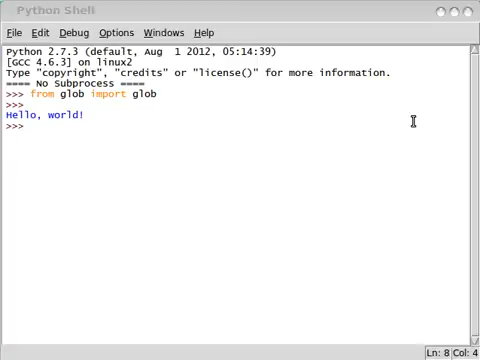 Python Shell
File Edit Debug Options Windows Help
Python 2.7.3 (default, Aug  1 2012, 05:14:39)
[GCC 4.6.3] on linux2
Type "copyright", "credits" or "license()" for more information.
==== No Subprocess ====
>>> from glob import glob
>>>
Hello, world!
>>>
Ln: 8 Col: 4